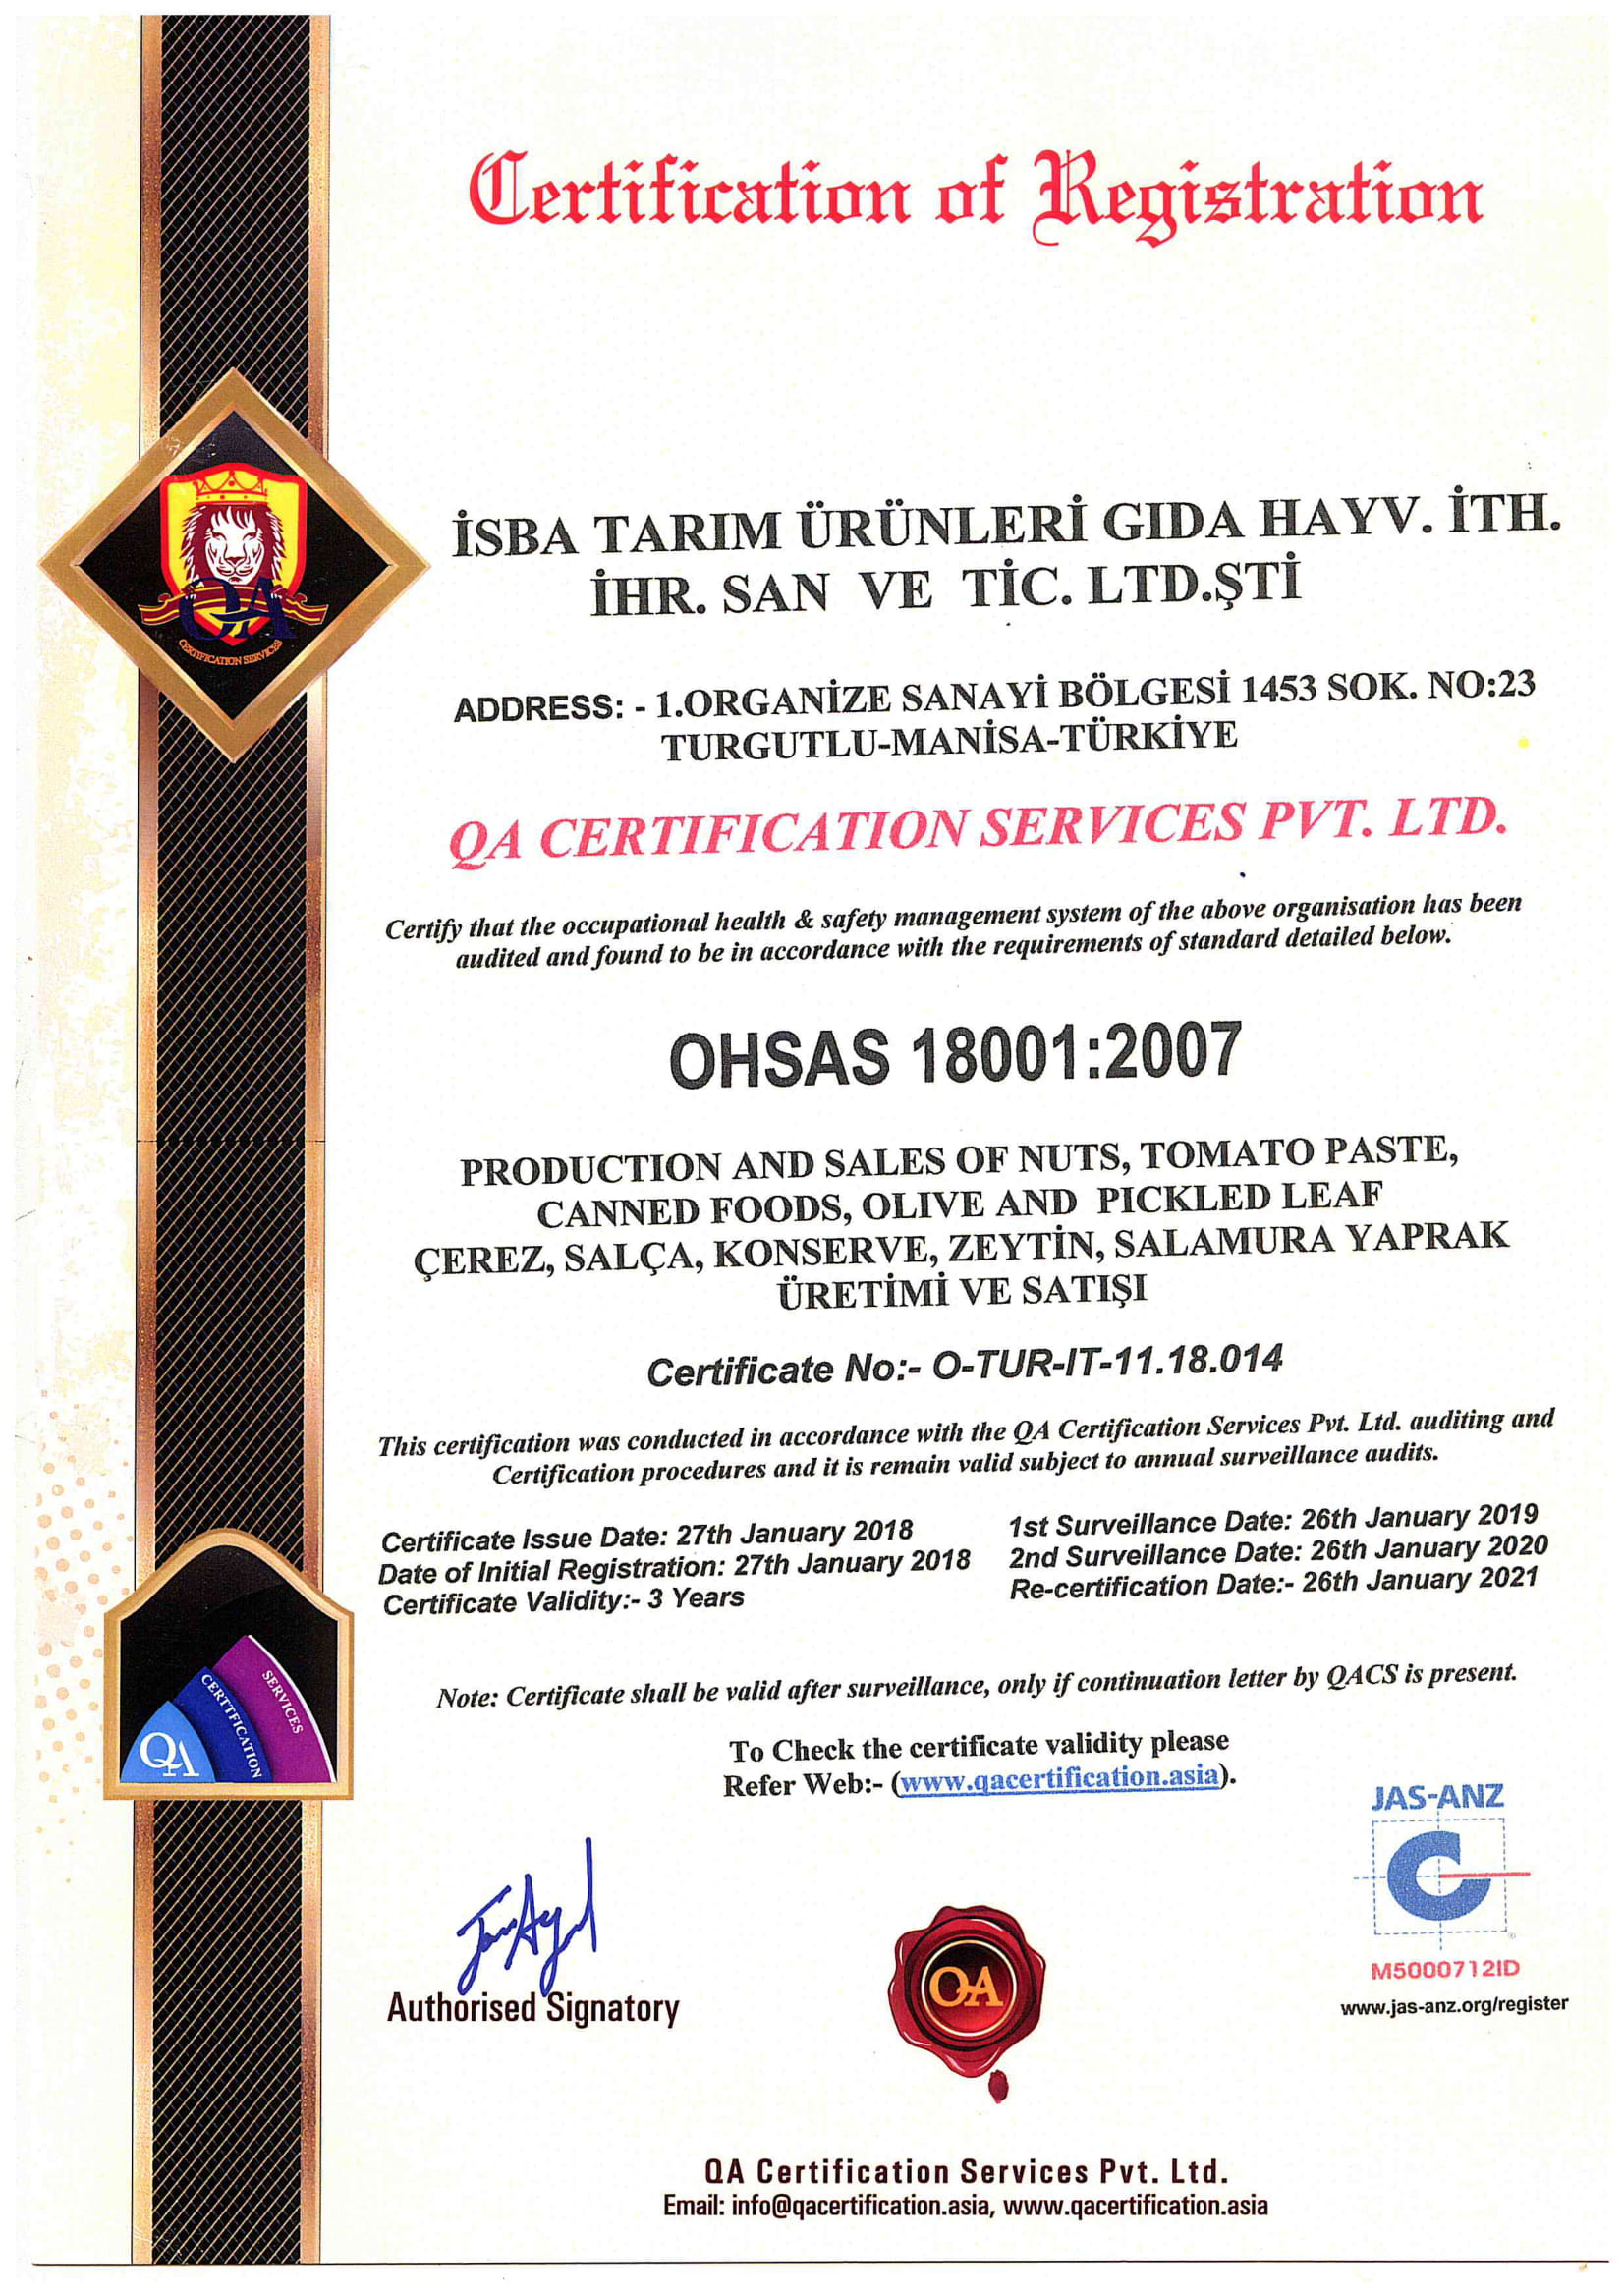 Certification of Registration
İSBA TARIM ÜRÜNLERİ GIDA HAYV. İTH.
İHR. SAN VE TİC. LTD.ŞTİ
ADDRESS: - 1.ORGANİZE SANAYİ BÖLGESİ 1453 SOK. NO:23
TURGUTLU-MANİSA-TÜRKİYE
QA CERTIFICATION SERVICES PVT. LTD.
Certify that the occupational health & safety management system of the above organisation has been
audited and found to be in accordance with the requirements of standard detailed below.
OHSAS 18001:2007
PRODUCTION AND SALES OF NUTS, TOMATO PASTE,
CANNED FOODS, OLIVE AND PICKLED LEAF
ÇEREZ, SALÇA, KONSERVE, ZEYTİN, SALAMURA YAPRAK
ÜRETİMİ VE SATIŞI
Certificate No:- O-TUR-IT-11.18.014
This certification was conducted in accordance with the QA Certification Services Pvt. Ltd. auditing and
Certification procedures and it is remain valid subject to annual surveillance audits.
Certificate Issue Date: 27th January 2018
Date of Initial Registration: 27th January 2018
Certificate Validity:- 3 Years
1st Surveillance Date: 26th January 2019
2nd Surveillance Date: 26th January 2020
Re-certification Date:- 26th January 2021
Note: Certificate shall be valid after surveillance, only if continuation letter by QACS is present.
To Check the certificate validity please
Refer Web:- (www.qacertification.asia).
Authorised Signatory
QA
JAS-ANZ
M5000712ID
www.jas-anz.org/register
QA Certification Services Pvt. Ltd.
Email: info@qacertification.asia, www.qacertification.asia
QA
CERTIFICATION SERVICES
QA
CERTTFICATION
SERVICES